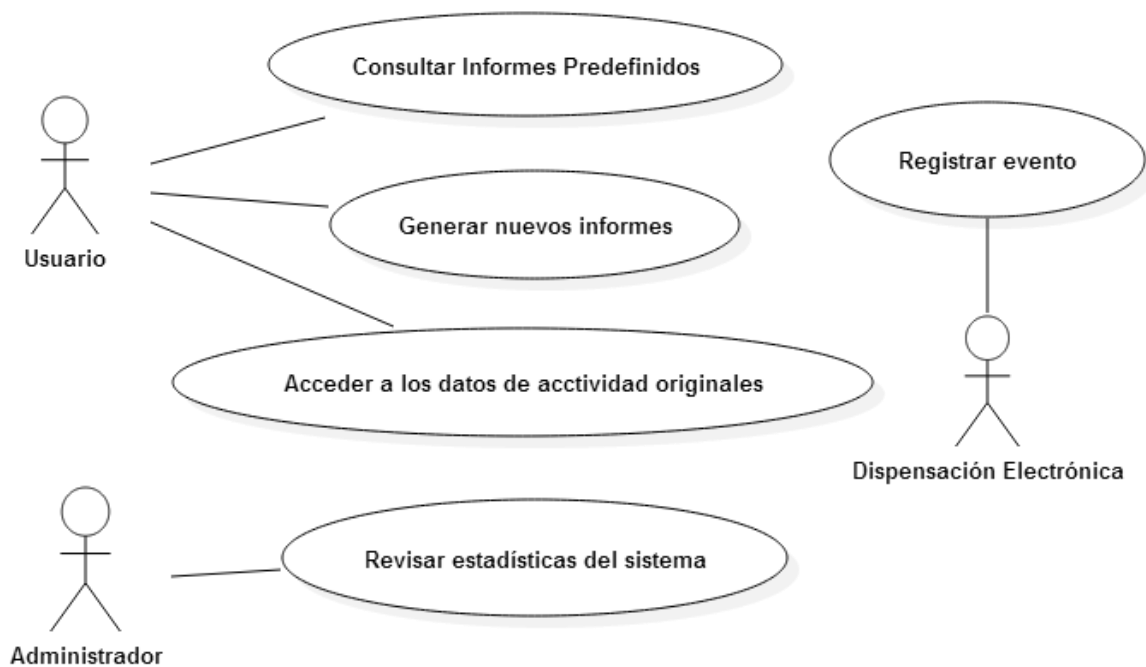 Consultar Informes Predefinidos
Registrar evento
Generar nuevos informes
Usuario
Acceder a los datos de acctividad originales
Dispensación Electrónica
Revisar estadísticas del sistema
Administrador